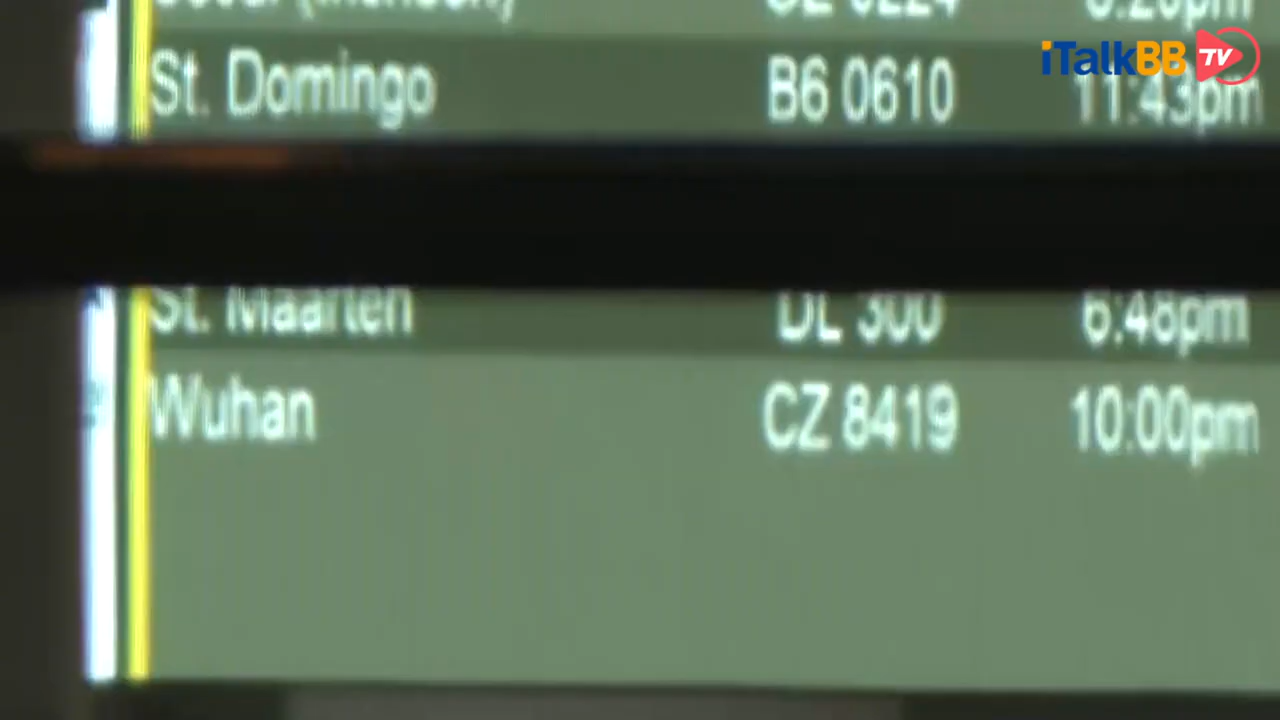 iTalkBB TV
St. Domingo B6 0610 11:43pm
St. Maarten DL 300 6:48pm
Wuhan CZ 8419 10:00pm